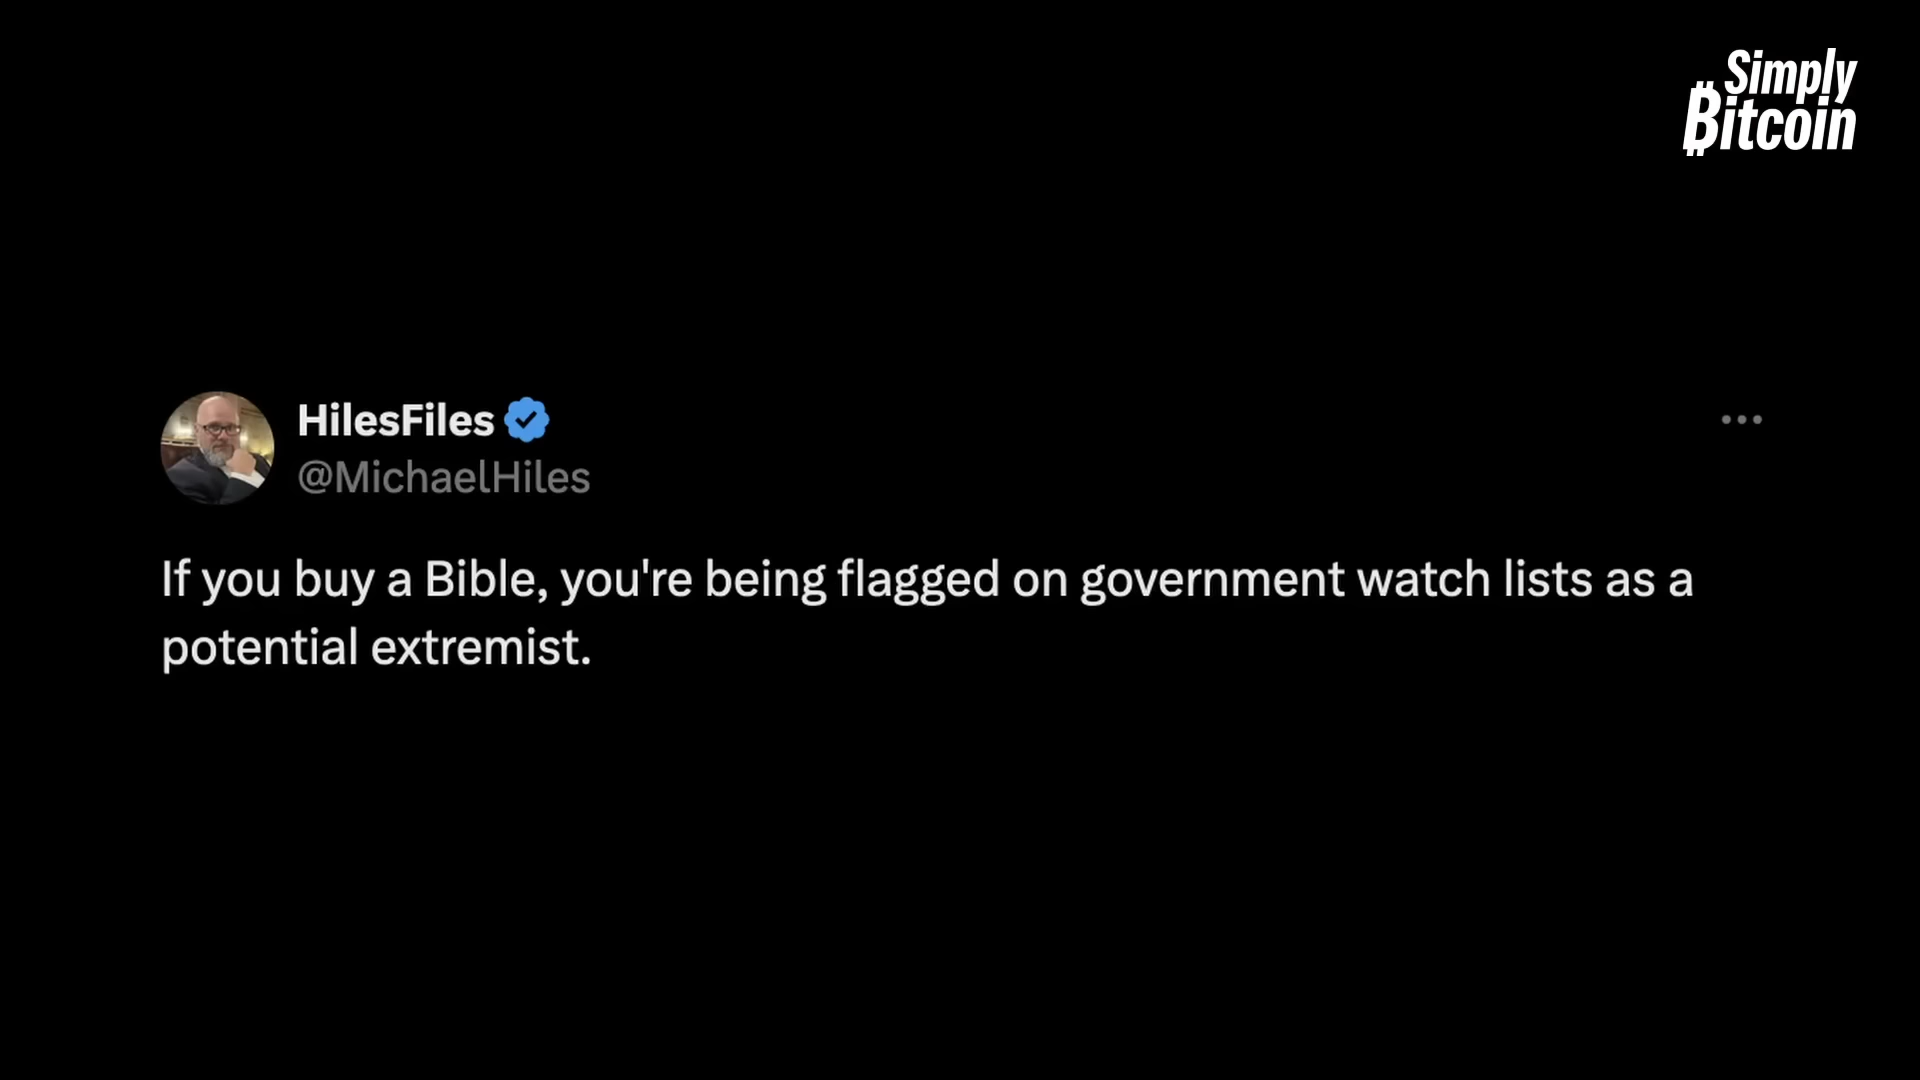 Simply
Bitcoin
HilesFiles
@MichaelHiles
If you buy a Bible, you're being flagged on government watch lists as a
potential extremist.